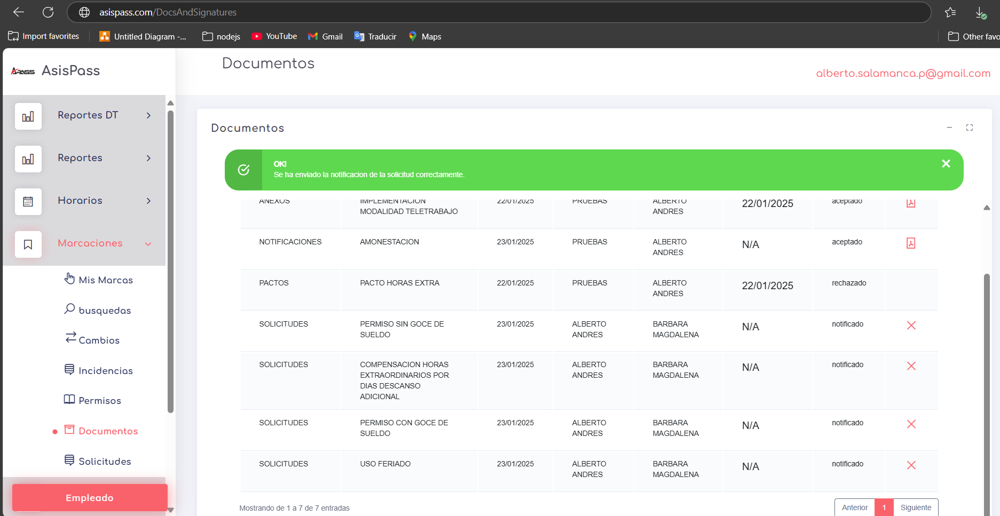 asispass.com/DocsAndSignatures
Import favorites
Untitled Diagram -...
nodejs
YouTube
Gmail
Traducir
Maps
Other favo
APASS
AsisPass
Documentos
alberto.salamanca.p@gmail.com
Reportes DT
Reportes
Horarios
Marcaciones
Mis Marcas
busquedas
Cambios
Incidencias
Permisos
Documentos
Solicitudes
Empleado
Documentos
OK!
Se ha enviado la notificacion de la solicitud correctamente.
ANEXOS
IMPLEMENTACION
MODALIDAD TELETRABAJO
22/01/2025
PRUEBAS
ALBERTO
ANDRES
22/01/2025
aceptado
NOTIFICACIONES
AMONESTACION
23/01/2025
PRUEBAS
ALBERTO
ANDRES
N/A
aceptado
PACTOS
PACTO HORAS EXTRA
22/01/2025
PRUEBAS
ALBERTO
ANDRES
22/01/2025
rechazado
SOLICITUDES
PERMISO SIN GOCE DE
SUELDO
23/01/2025
ALBERTO
ANDRES
BARBARA
MAGDALENA
N/A
notificado
SOLICITUDES
COMPENSACION HORAS
EXTRAORDINARIOS POR
DIAS DESCANSO
ADICIONAL
23/01/2025
ALBERTO
ANDRES
BARBARA
MAGDALENA
N/A
notificado
SOLICITUDES
PERMISO CON GOCE DE
SUELDO
23/01/2025
ALBERTO
ANDRES
BARBARA
MAGDALENA
N/A
notificado
SOLICITUDES
USO FERIADO
23/01/2025
ALBERTO
ANDRES
BARBARA
MAGDALENA
N/A
notificado
Mostrando de 1 a 7 de 7 entradas
Anterior
1
Siguiente